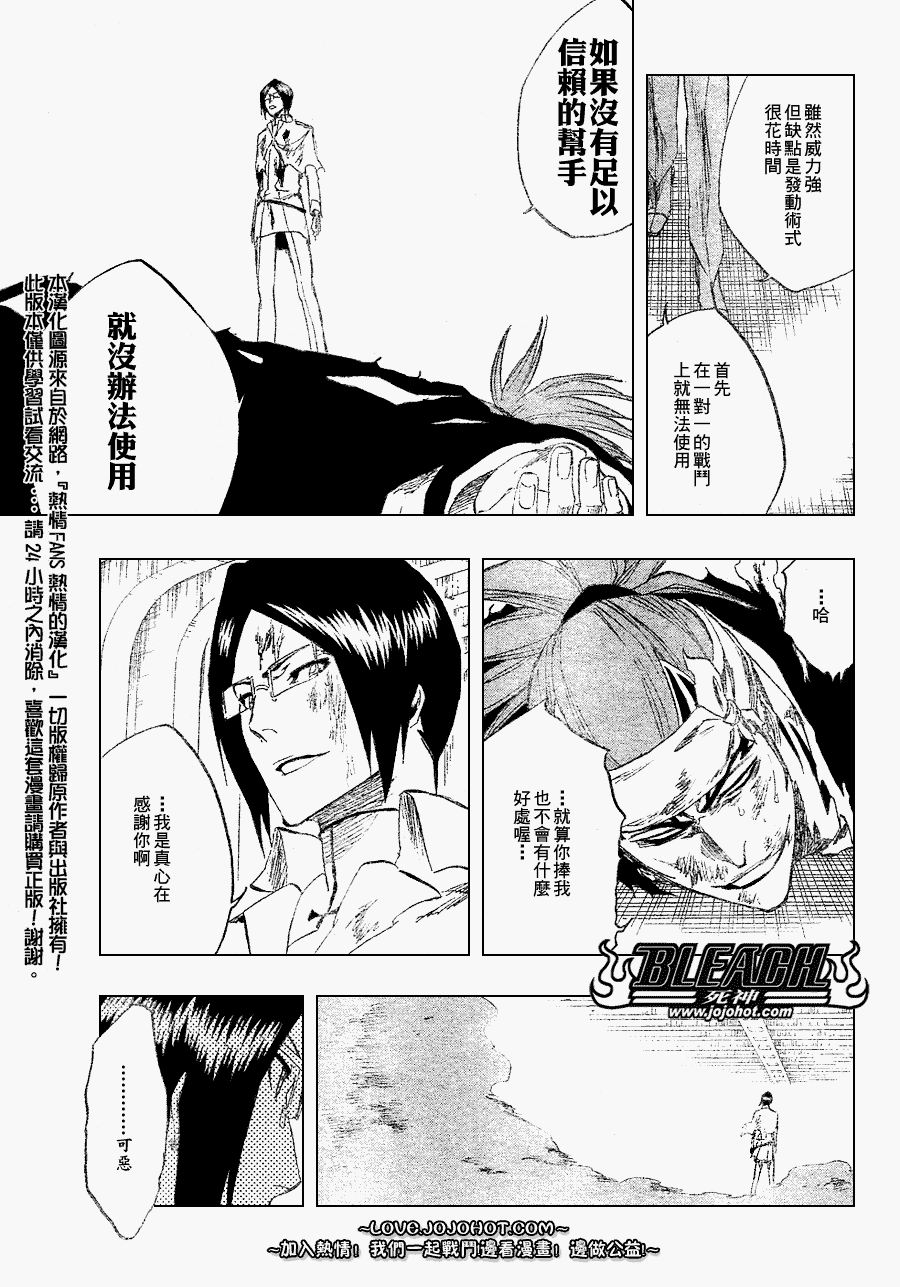 雖然威力強
但缺點是發動術式
很花時間
首先
在一對一的戰鬥
上就無法使用
如果沒有足以
信賴的幫手
就沒辦法使用
…哈
…就算你捧我
也不會有什麼
好處喔…
…我是真心在
感謝你啊
…………可惡
本漢化圖源來自於網路，『熱情FANS 熱情的漢化』一切版權歸原作者與出版社擁有！
此版本僅供學習試看交流…．請 24 小時之內消除，喜歡這套漫畫請購買正版！謝謝。
BLEACH
死神
www.jojohot.com
~LOVE.JOJOHOT.COM~
~加入熱情！我們一起戰鬥!邊看漫畫！邊做公益!~